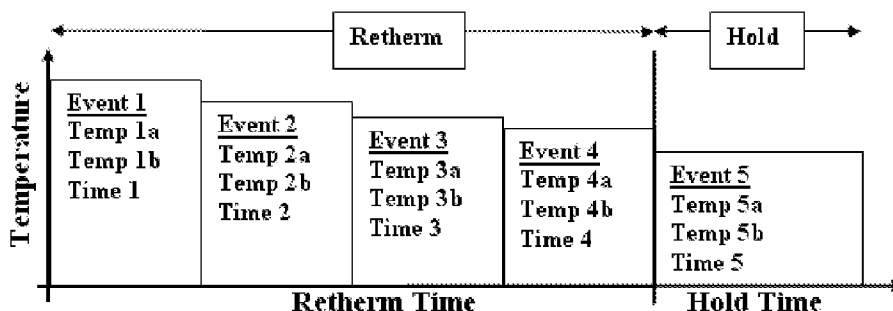 Retherm
Hold
Temperature
Event 1
Temp 1a
Temp 1b
Time 1
Event 2
Temp 2a
Temp 2b
Time 2
Event 3
Temp 3a
Temp 3b
Time 3
Event 4
Temp 4a
Temp 4b
Time 4
Event 5
Temp 5a
Temp 5b
Time 5
Retherm Time
Hold Time